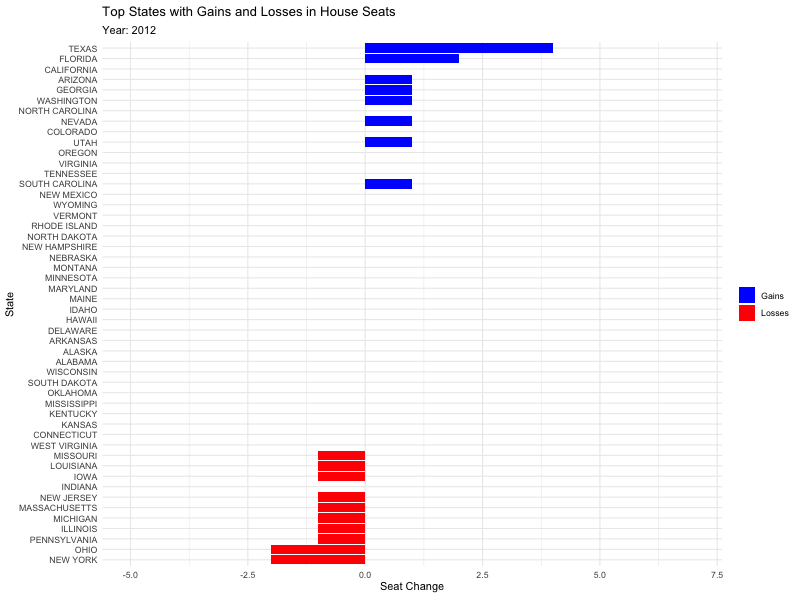 Top States with Gains and Losses in House Seats
Year: 2012
TEXAS
FLORIDA
CALIFORNIA
ARIZONA
GEORGIA
WASHINGTON
NORTH CAROLINA
NEVADA
COLORADO
UTAH
OREGON
VIRGINIA
TENNESSEE
SOUTH CAROLINA
NEW MEXICO
WYOMING
VERMONT
RHODE ISLAND
NORTH DAKOTA
NEW HAMPSHIRE
NEBRASKA
MONTANA
MINNESOTA
MARYLAND
MAINE
IDAHO
HAWAII
DELAWARE
ARKANSAS
ALASKA
ALABAMA
WISCONSIN
SOUTH DAKOTA
OKLAHOMA
MISSISSIPPI
KENTUCKY
KANSAS
CONNECTICUT
WEST VIRGINIA
MISSOURI
LOUISIANA
IOWA
INDIANA
NEW JERSEY
MASSACHUSETTS
MICHIGAN
ILLINOIS
PENNSYLVANIA
OHIO
NEW YORK
State
-5.0 -2.5 0.0 2.5 5.0 7.5
Seat Change
Gains
Losses